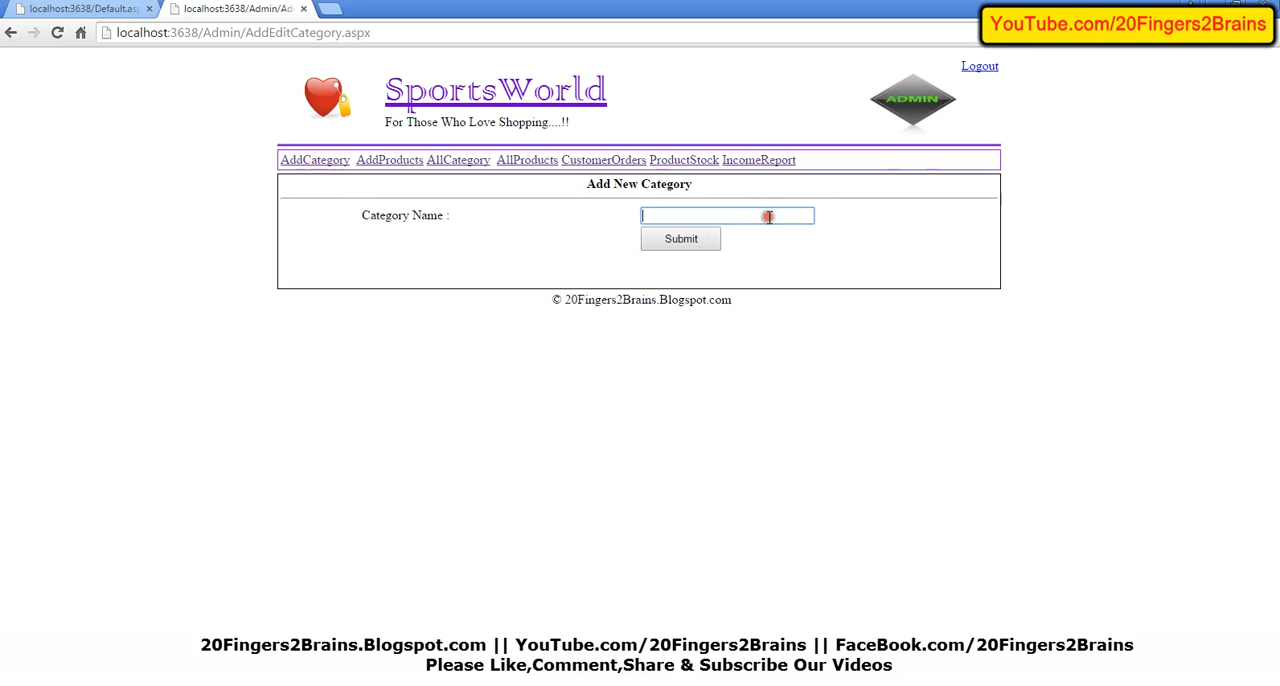 localhost:3638/Default.asp
localhost:3638/Admin/Ad
localhost:3638/Admin/AddEditCategory.aspx
YouTube.com/20Fingers2Brains
Logout
SportsWorld
For Those Who Love Shopping....!!
ADMIN
AddCategory AddProducts AllCategory AllProducts CustomerOrders ProductStock IncomeReport
Add New Category
Category Name :
Submit
© 20Fingers2Brains.Blogspot.com
20Fingers2Brains.Blogspot.com || YouTube.com/20Fingers2Brains || FaceBook.com/20Fingers2Brains
Please Like,Comment,Share & Subscribe Our Videos